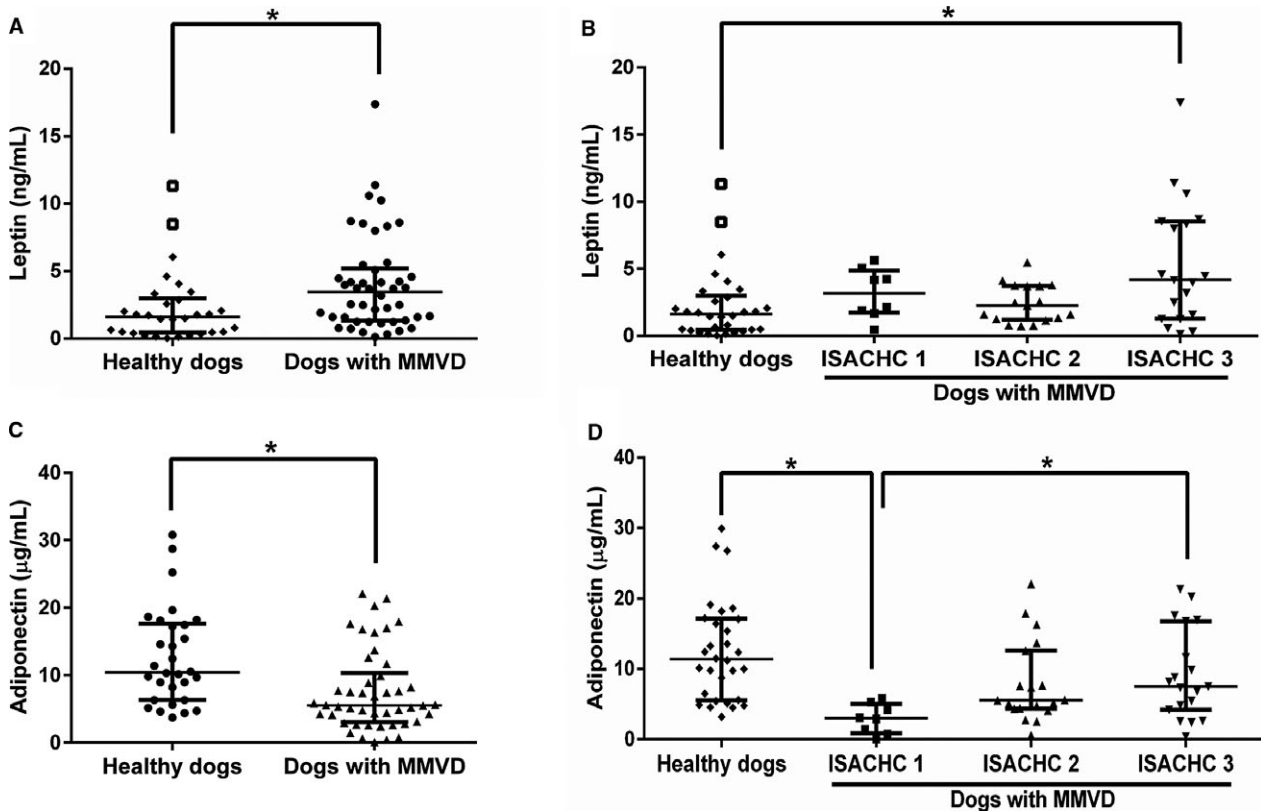 A
*
20
15
10
5
0
Leptin (ng/mL)
Healthy dogs
Dogs with MMVD
B
*
20
15
10
5
0
Leptin (ng/mL)
Healthy dogs
ISACHC 1
ISACHC 2
ISACHC 3
Dogs with MMVD
C
*
40
30
20
10
0
Adiponectin (μg/mL)
Healthy dogs
Dogs with MMVD
D
*
*
40
30
20
10
0
Adiponectin (μg/mL)
Healthy dogs
ISACHC 1
ISACHC 2
ISACHC 3
Dogs with MMVD